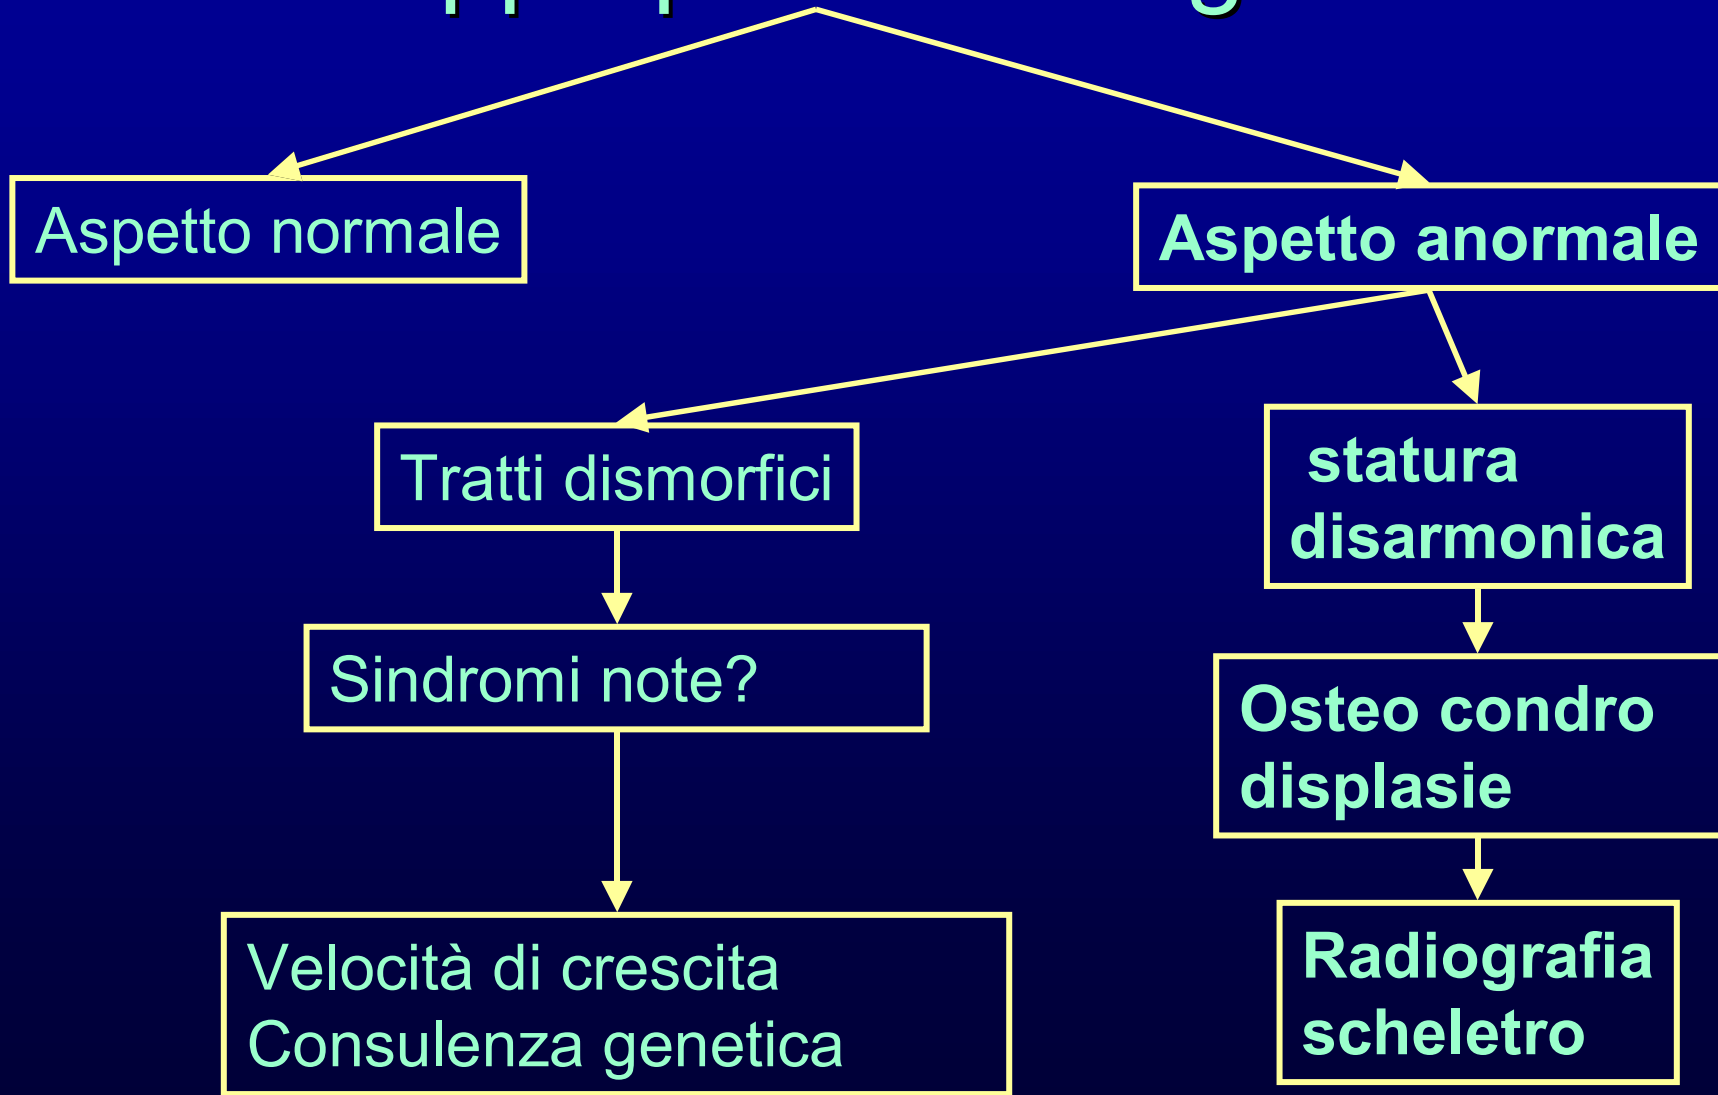 Aspetto normale
Aspetto anormale
Tratti dismorfici
statura
disarmonica
Sindromi note?
Osteo condro
displasie
Velocità di crescita
Consulenza genetica
Radiografia
scheletro